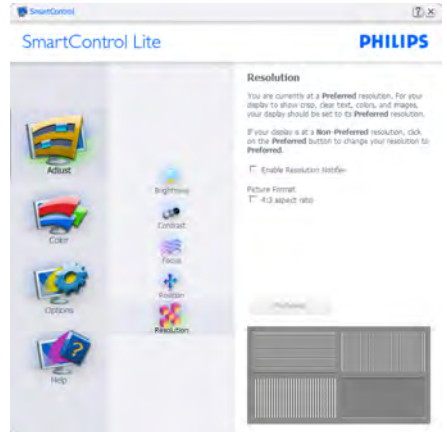 SmartControl
SmartControl Lite
PHILIPS
Adjust
Color
Options
Help
Brightness
Contrast
Focus
Position
Resolution
Resolution
You are currently at a Preferred resolution. For your
display to show crisp, clear text, colors, and images,
your display should be set to its Preferred resolution.
If your display is at a Non-Preferred resolution, click
on the Preferred button to change your resolution to
Preferred.
Enable Resolution Notifier
Picture Format
4:3 aspect ratio
Preferred